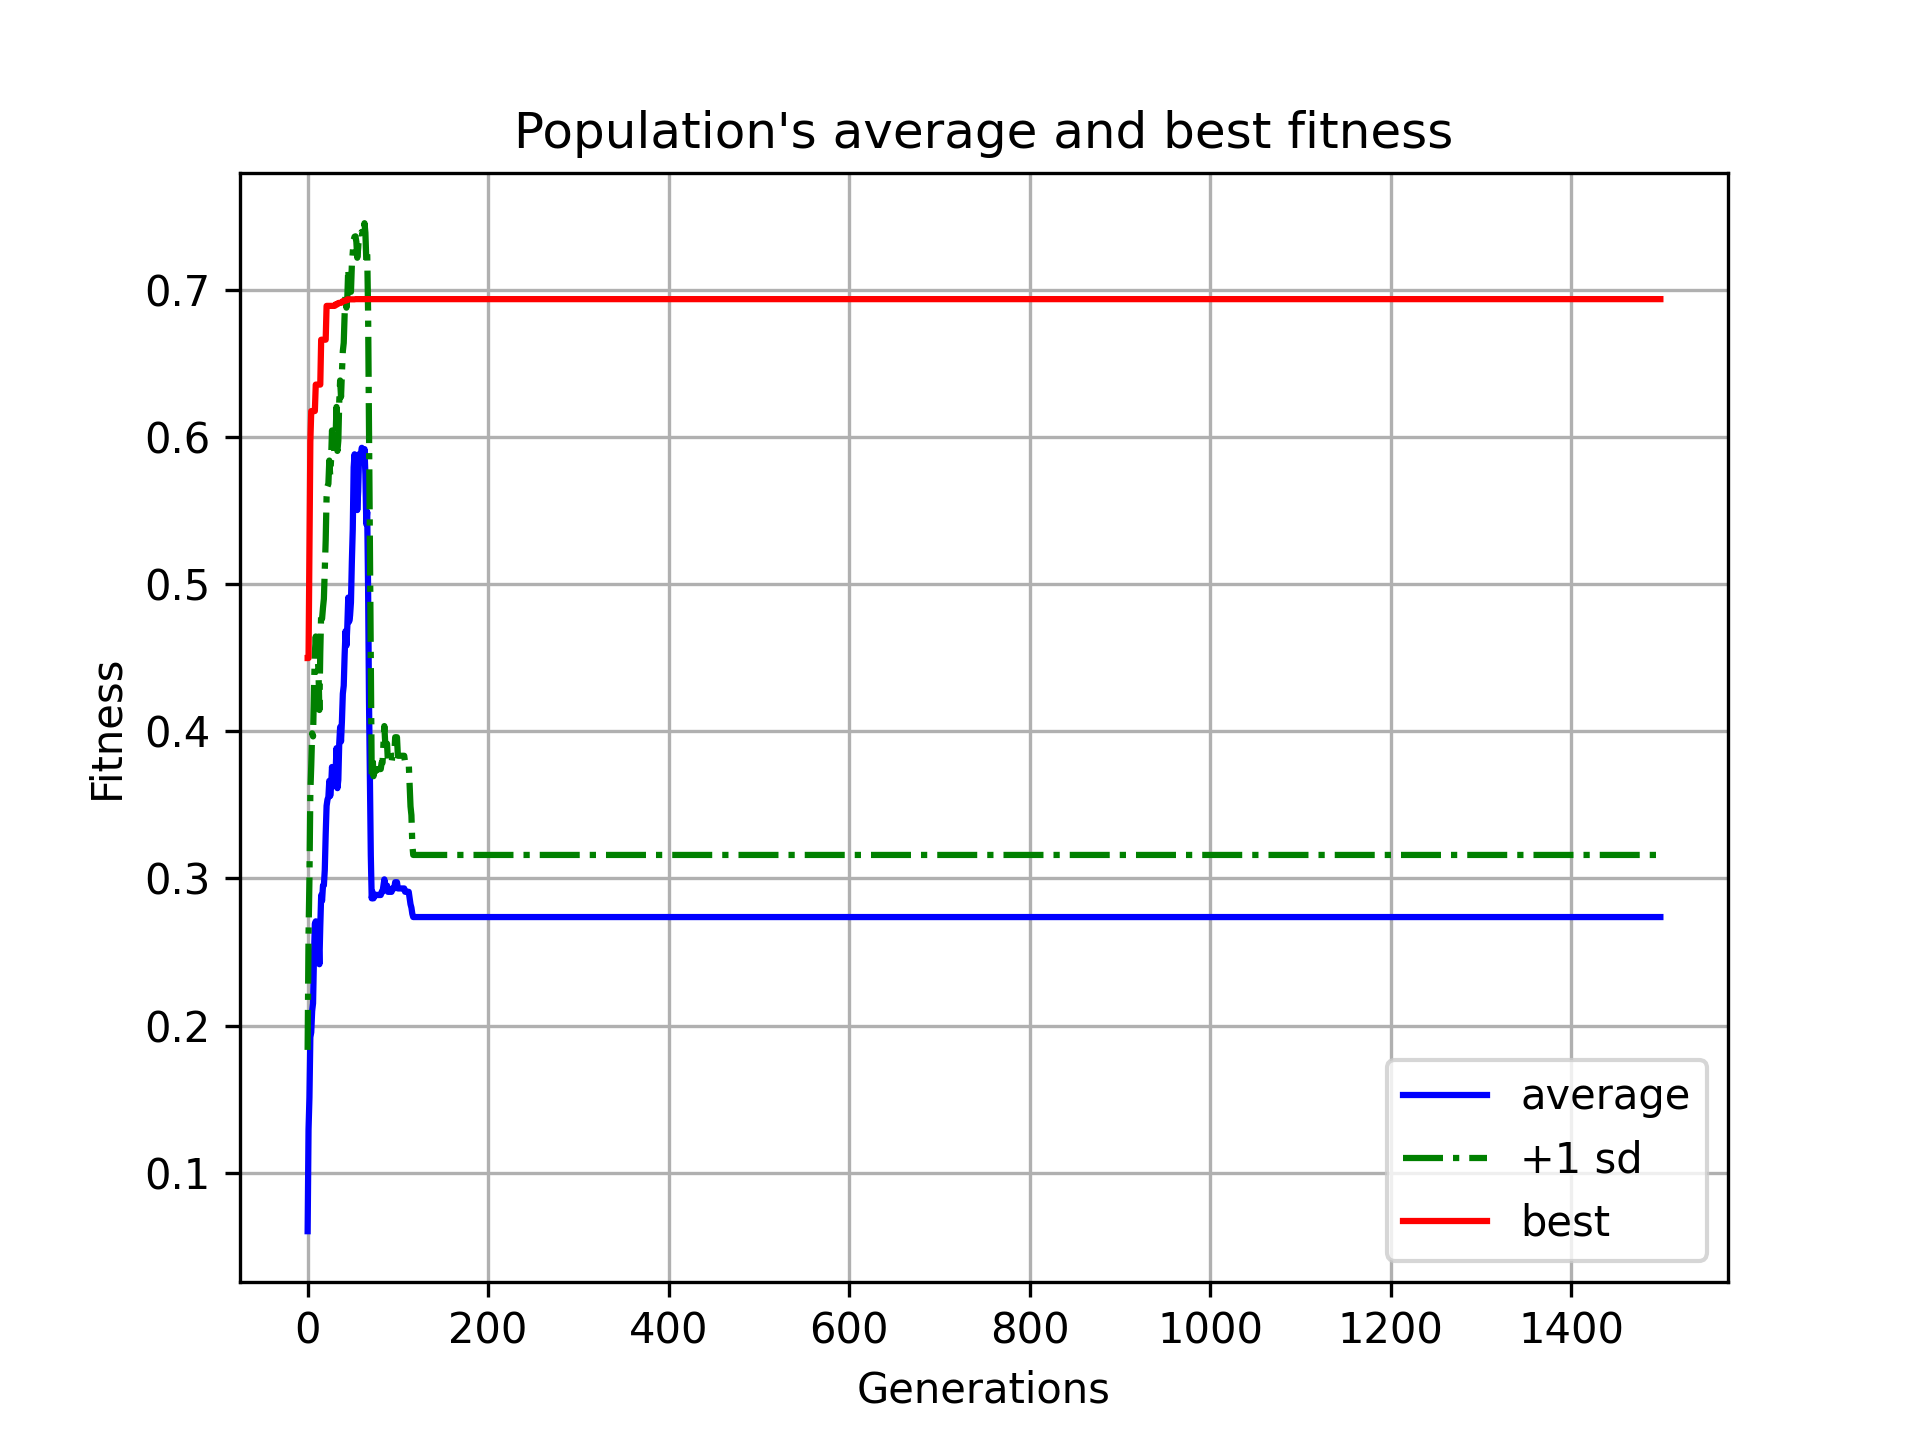 Population's average and best fitness
0.7
0.6
0.5
0.4
0.3
0.2
0.1
Fitness
average
+1 sd
best
0 200 400 600 800 1000 1200 1400
Generations